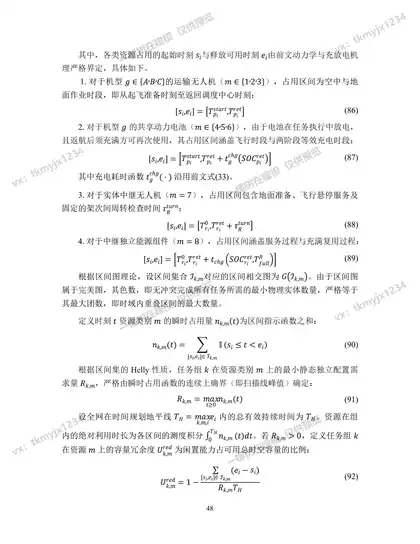 其中，各类资源占用的起始时刻 s_i 与释放可用时刻 e_i 由前文动力学与充放电机
理严格界定，具体如下。
1. 对于机型 g ∈ {A·B·C}的运输无人机（m ∈ {1·2·3}），占用区间为空中与地
面作业时段，即从起飞准备时刻至返回调度中心时刻：
[s_i,e_i] = [T_{p_i}^{start},T_{p_i}^{ret}] (86)
2. 对于机型 g 的共享动力电池（m ∈ {4·5·6}），由于电池在任务执行中放电，
且返航后须充满方可再次使用，其占用区间涵盖飞行时段与两阶段等效充电时段：
[s_i,e_i] = [T_{p_i}^{start},T_{p_i}^{ret} + t_g^{chg}(SOC_{p_i}^{ret})] (87)
其中充电耗时函数 t_g^{chg}(·) 沿用前文式(33)。
3. 对于实体中继无人机（m = 7），占用区间包含地面准备、飞行悬停服务及
固定的架次间周转检查时间 τ_R^{turn}：
[s_i,e_i] = [T_{r_i}^0,T_{r_i}^{ret} + τ_R^{turn}] (88)
4. 对于中继独立能源组件（m = 8），占用区间涵盖服务过程与充满复用过程：
[s_i,e_i] = [T_{r_i}^0,T_{r_i}^{ret} + t_{chg}(SOC_{r_i}^{ret},T_{full}^R)] (89)
根据区间图理论，设区间集合 ℐ_{k,m}对应的区间相交图为 G(ℐ_{k,m})。由于区间图
属于完美图，其色数，即无冲突完成所有任务所需的最小物理实体数量，严格等于
其最大团数，即时域内重叠区间的最大数量。
定义时刻 t 资源类别 m 的瞬时占用量 n_{k,m}(t)为区间指示函数之和：
n_{k,m}(t) = ∑_{[s_i,e_i]∈ℐ_{k,m}} 𝕀(s_i ≤ t < e_i) (90)
根据区间集的 Helly 性质，任务组 k 在资源类别 m 上的最小静态独立配置需
求量 R_{k,m}，严格由瞬时占用函数的连续上确界（即扫描线峰值）确定：
R_{k,m} = max_{t≥0} n_{k,m}(t) (91)
设全网在时间规划地平线 T_H = max_{k,m,i} e_i 内的总有效持续时间为 T_H。资源在组
内的绝对利用时长为各区间的测度积分 ∫_0^{T_H} n_{k,m}(t)dt。若 R_{k,m} > 0，定义任务组 k
在资源 m 上的容量冗余度 U_{k,m}^{red} 为闲置能力占可用总时空容量的比例：
U_{k,m}^{red} = 1 − ∑_{[s_i,e_i]∈ℐ_{k,m}} (e_i − s_i) / R_{k,m}T_H (92)
48
vx: tkmyjx1234
vx: tkmyjx1234
vx: tkmyjx1234
vx: tkmyjx1234